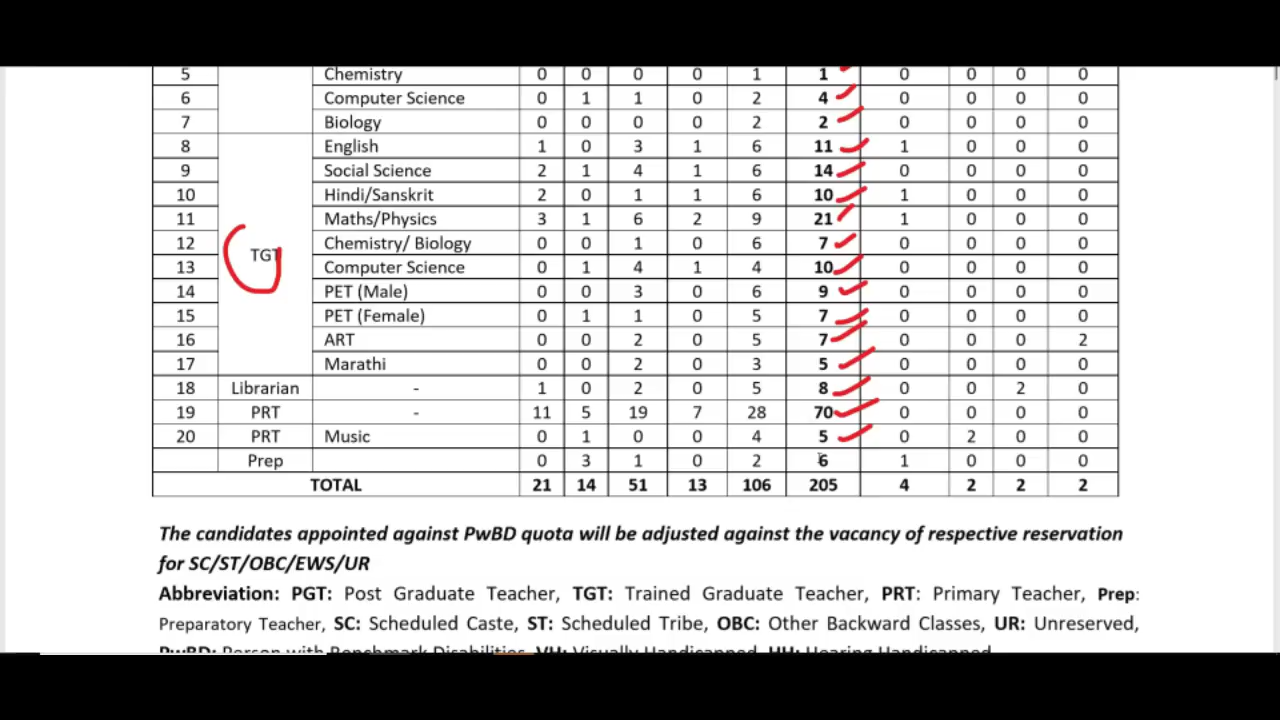 5 Chemistry 0 0 0 0 1 1 0 0 0 0
6 Computer Science 0 1 1 0 2 4 0 0 0 0
7 Biology 0 0 0 0 2 2 0 0 0 0
8 English 1 0 3 1 6 11 1 0 0 0
9 Social Science 2 1 4 1 6 14 0 0 0 0
10 Hindi/Sanskrit 2 0 1 1 6 10 1 0 0 0
11 Maths/Physics 3 1 6 2 9 21 1 0 0 0
12 TGT Chemistry/ Biology 0 0 1 0 6 7 0 0 0 0
13 Computer Science 0 1 4 1 4 10 0 0 0 0
14 PET (Male) 0 0 3 0 6 9 0 0 0 0
15 PET (Female) 0 1 1 0 5 7 0 0 0 0
16 ART 0 0 2 0 5 7 0 0 0 2
17 Marathi 0 0 2 0 3 5 0 0 0 0
18 Librarian - 1 0 2 0 5 8 0 0 2 0
19 PRT - 11 5 19 7 28 70 0 0 0 0
20 PRT Music 0 1 0 0 4 5 0 2 0 0
Prep 0 3 1 0 2 6 1 0 0 0
TOTAL 21 14 51 13 106 205 4 2 2 2
The candidates appointed against PwBD quota will be adjusted against the vacancy of respective reservation
for SC/ST/OBC/EWS/UR
Abbreviation: PGT: Post Graduate Teacher, TGT: Trained Graduate Teacher, PRT: Primary Teacher, Prep:
Preparatory Teacher, SC: Scheduled Caste, ST: Scheduled Tribe, OBC: Other Backward Classes, UR: Unreserved,
PwBD: Person with Benchmark Disabilities, VH: Visually Handicapped, HH: Hearing Handicapped